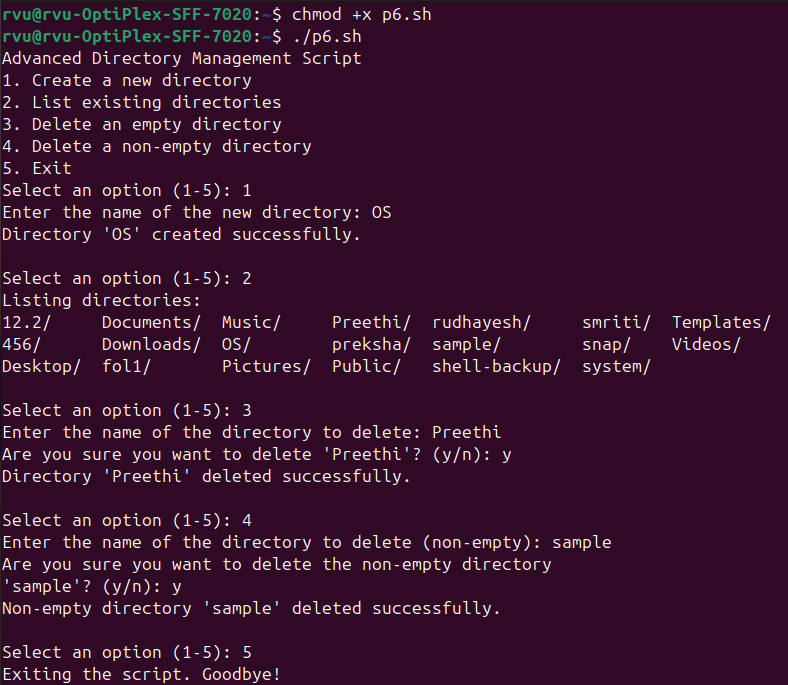 rvu@rvu-OptiPlex-SFF-7020:~$ chmod +x p6.sh
rvu@rvu-OptiPlex-SFF-7020:~$ ./p6.sh
Advanced Directory Management Script
1. Create a new directory
2. List existing directories
3. Delete an empty directory
4. Delete a non-empty directory
5. Exit
Select an option (1-5): 1
Enter the name of the new directory: OS
Directory 'OS' created successfully.

Select an option (1-5): 2
Listing directories:
12.2/     Documents/  Music/     Preethi/  rudhayesh/     smriti/  Templates/
456/      Downloads/  OS/        preksha/  sample/        snap/    Videos/
Desktop/  fol1/       Pictures/  Public/   shell-backup/  system/

Select an option (1-5): 3
Enter the name of the directory to delete: Preethi
Are you sure you want to delete 'Preethi'? (y/n): y
Directory 'Preethi' deleted successfully.

Select an option (1-5): 4
Enter the name of the directory to delete (non-empty): sample
Are you sure you want to delete the non-empty directory
'sample'? (y/n): y
Non-empty directory 'sample' deleted successfully.

Select an option (1-5): 5
Exiting the script. Goodbye!